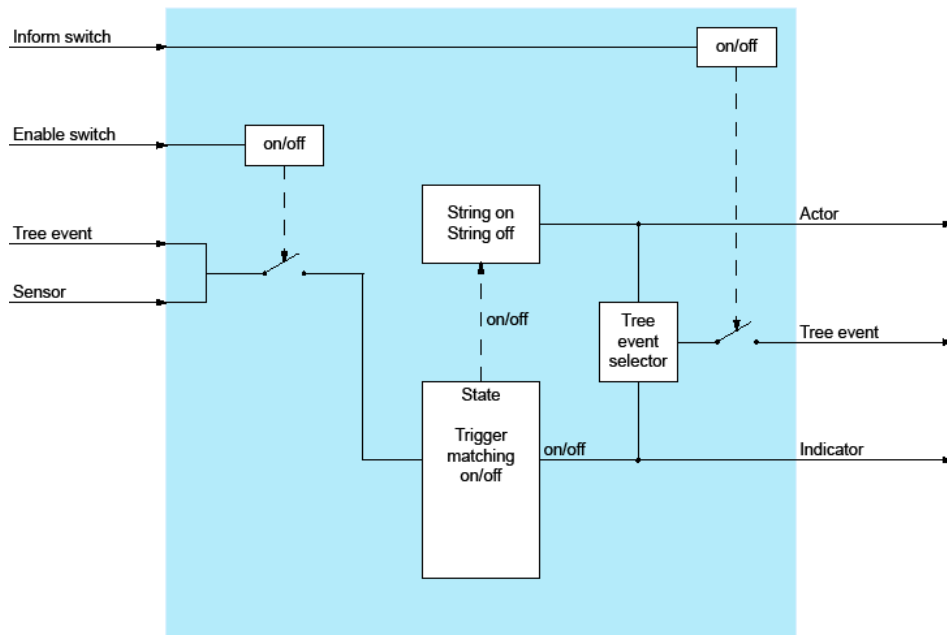 Inform switch
on/off
Enable switch
on/off
String on
String off
Actor
Tree event
Sensor
on/off
Tree
event
selector
Tree event
State
Trigger
matching
on/off
on/off
Indicator